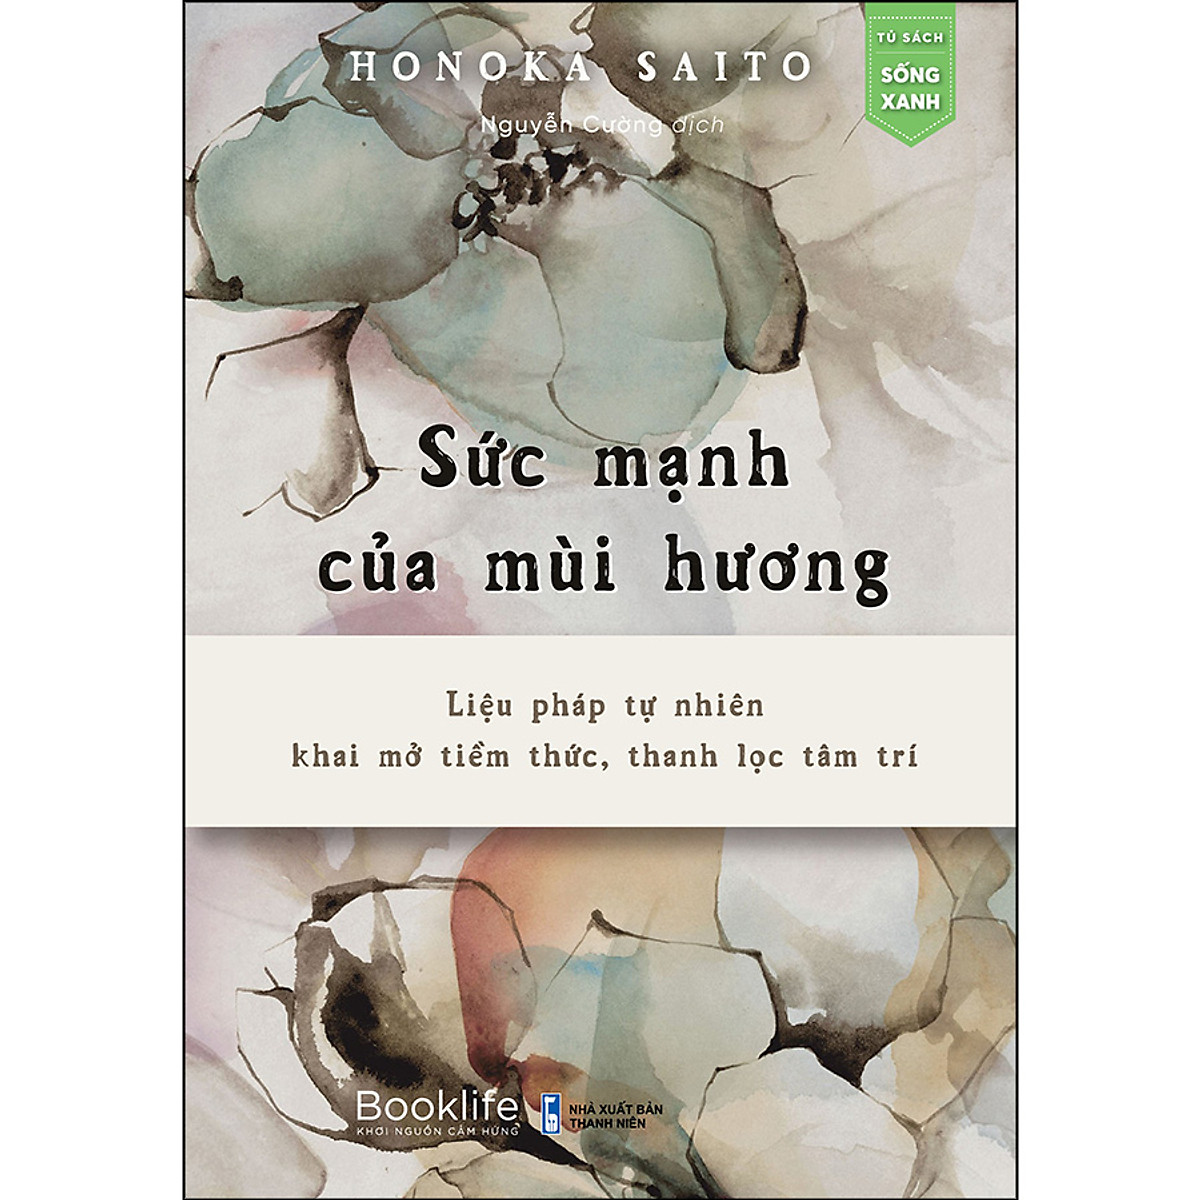 HONOKA SAITO
Nguyễn Cường dịch
TỦ SÁCH
SỐNG
XANH
Sức mạnh
của mùi hương
Liệu pháp tự nhiên
khai mở tiềm thức, thanh lọc tâm trí
Booklife
KHƠI NGUỒN CẢM HỨNG
NHÀ XUẤT BẢN
THANH NIÊN